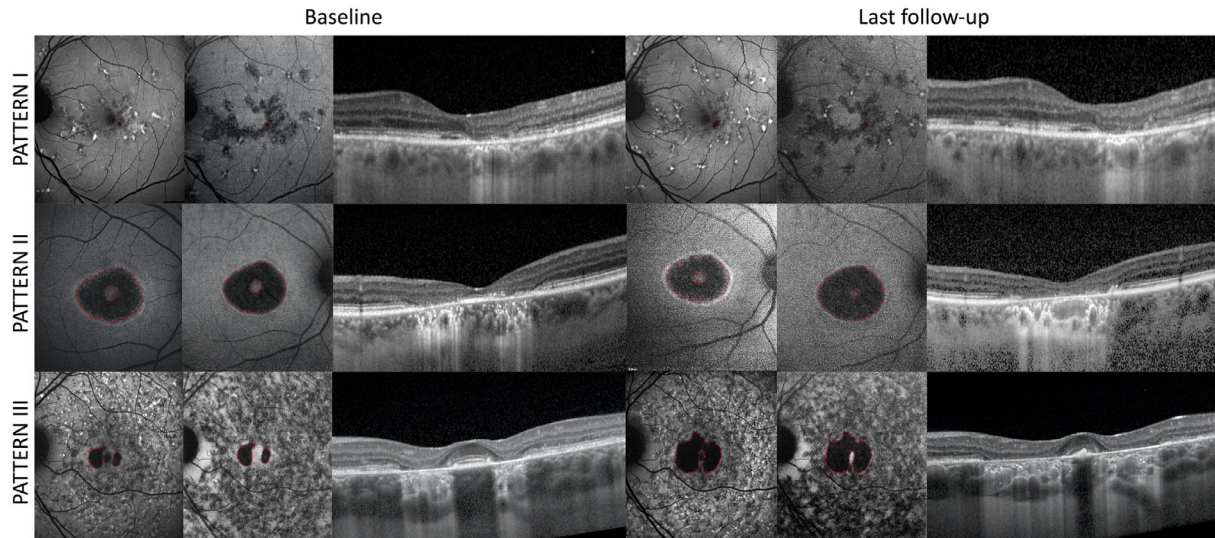 Baseline
Last follow-up
PATTERN I
PATTERN II
PATTERN III